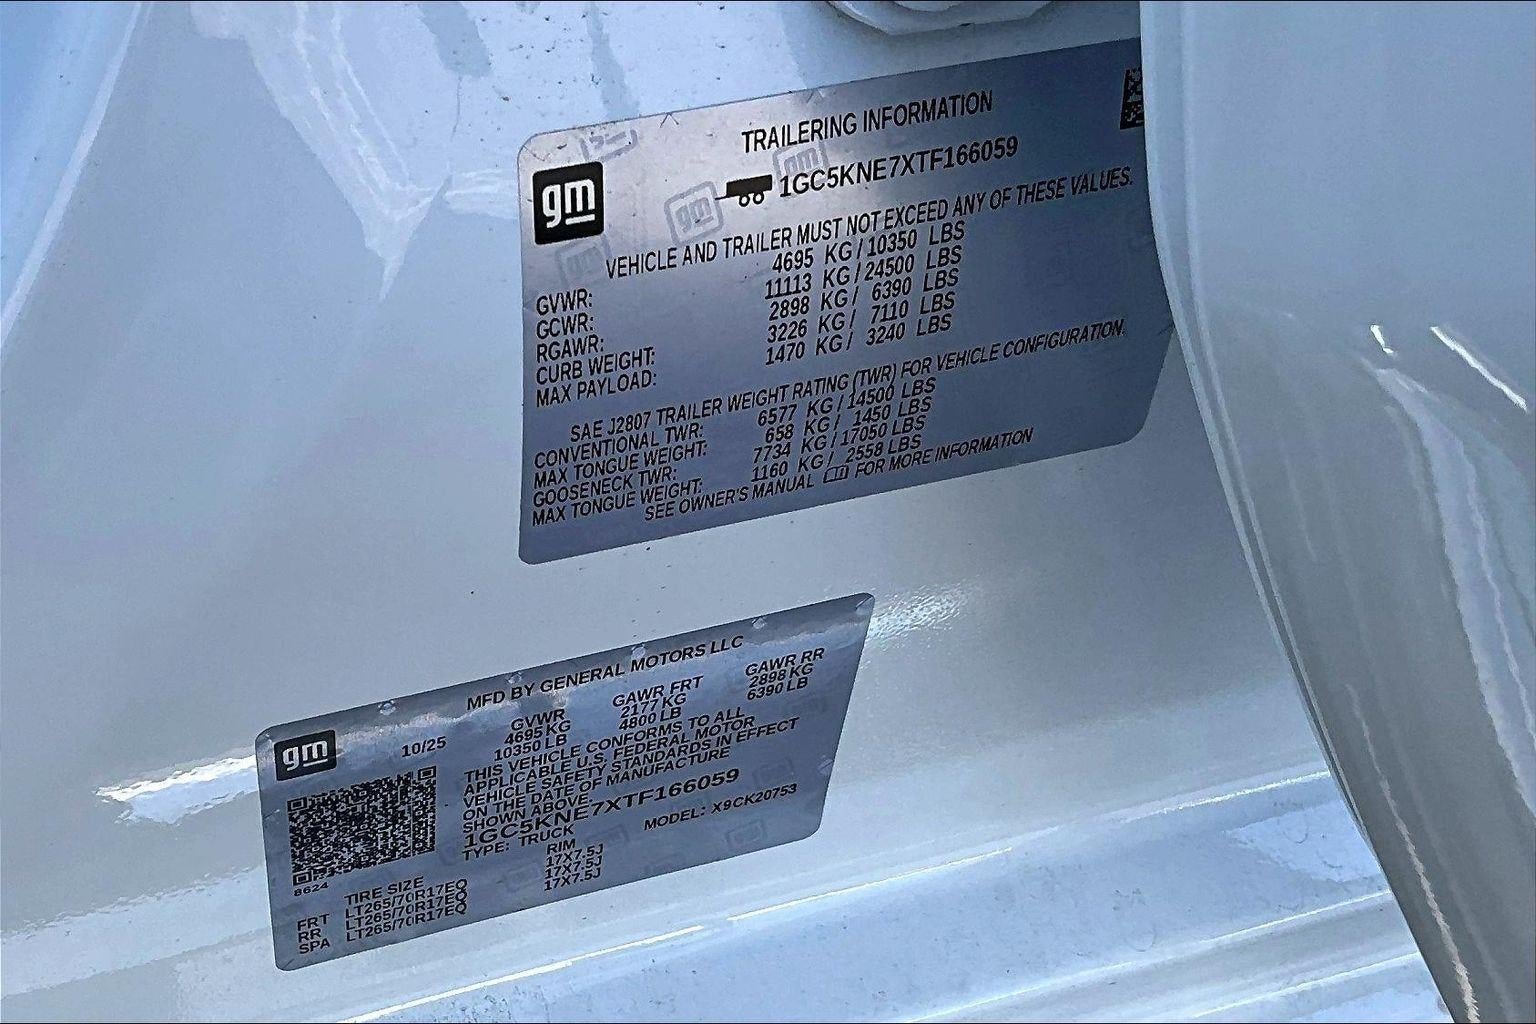 gm
TRAILERING INFORMATION
1GC5KNE7XTF166059
VEHICLE AND TRAILER MUST NOT EXCEED ANY OF THESE VALUES.
GVWR: 4695 KG/10350 LBS
GCWR: 11113 KG/24500 LBS
RGAWR: 2898 KG/ 6390 LBS
CURB WEIGHT: 3226 KG/ 7110 LBS
MAX PAYLOAD: 1470 KG/ 3240 LBS
SAE J2807 TRAILER WEIGHT RATING (TWR) FOR VEHICLE CONFIGURATION.
CONVENTIONAL TWR: 6577 KG/14500 LBS
MAX TONGUE WEIGHT: 658 KG/ 1450 LBS
GOOSENECK TWR: 7734 KG/17050 LBS
MAX TONGUE WEIGHT: 1160 KG/ 2558 LBS
SEE OWNER'S MANUAL FOR MORE INFORMATION
gm
MFD BY GENERAL MOTORS LLC
10/25 GVWR GAWR FRT GAWR RR
4695 KG 2177 KG 2898 KG
10350 LB 4800 LB 6390 LB
THIS VEHICLE CONFORMS TO ALL
APPLICABLE U.S. FEDERAL MOTOR
VEHICLE SAFETY STANDARDS IN EFFECT
ON THE DATE OF MANUFACTURE
SHOWN ABOVE.
1GC5KNE7XTF166059
TYPE: TRUCK MODEL: X9CK20753
8624
TIRE SIZE RIM
FRT LT265/70R17EQ 17X7.5J
RR LT265/70R17EQ 17X7.5J
SPA LT265/70R17EQ 17X7.5J